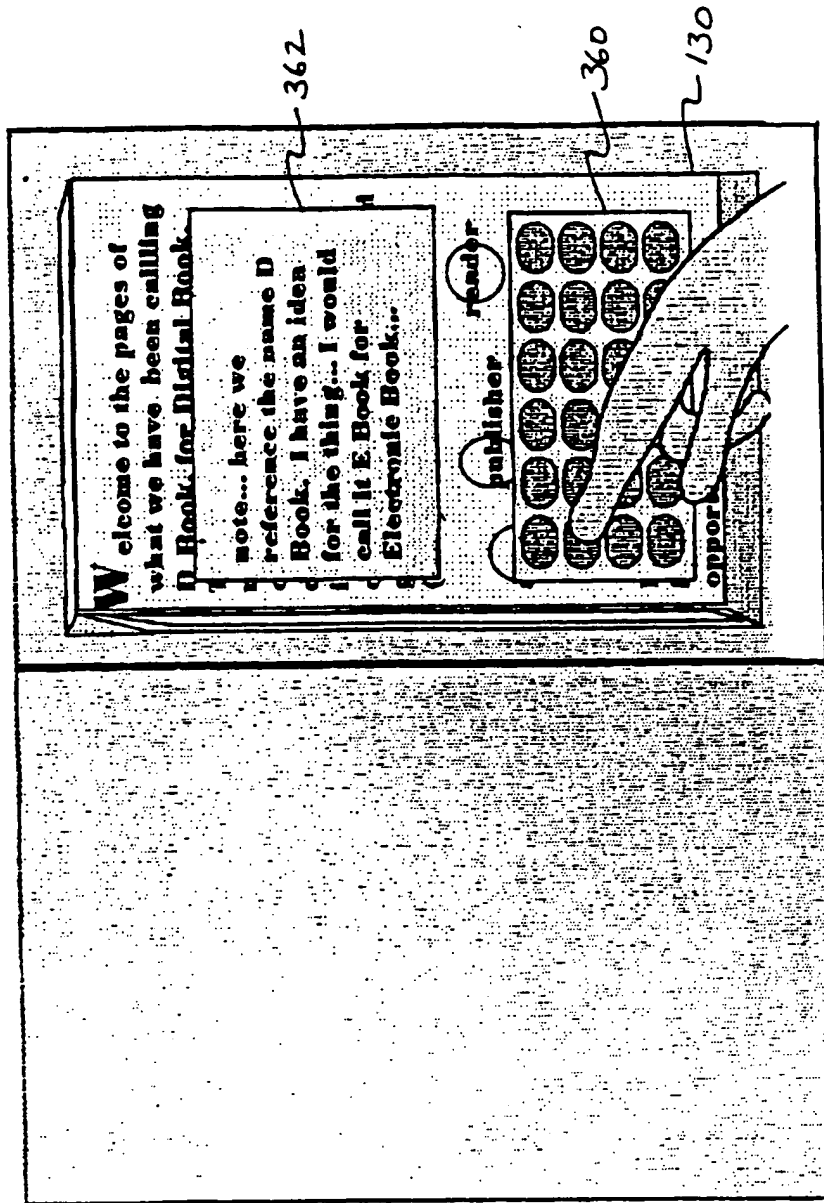 Welcome to the pages of
what we have been callling
D Book, for Digital Book.
note... here we
reference the name D
Book. I have an idea
for the thing... I would
call it E Book for
Electronic Book...
publisher reader
oppor
362
360
130